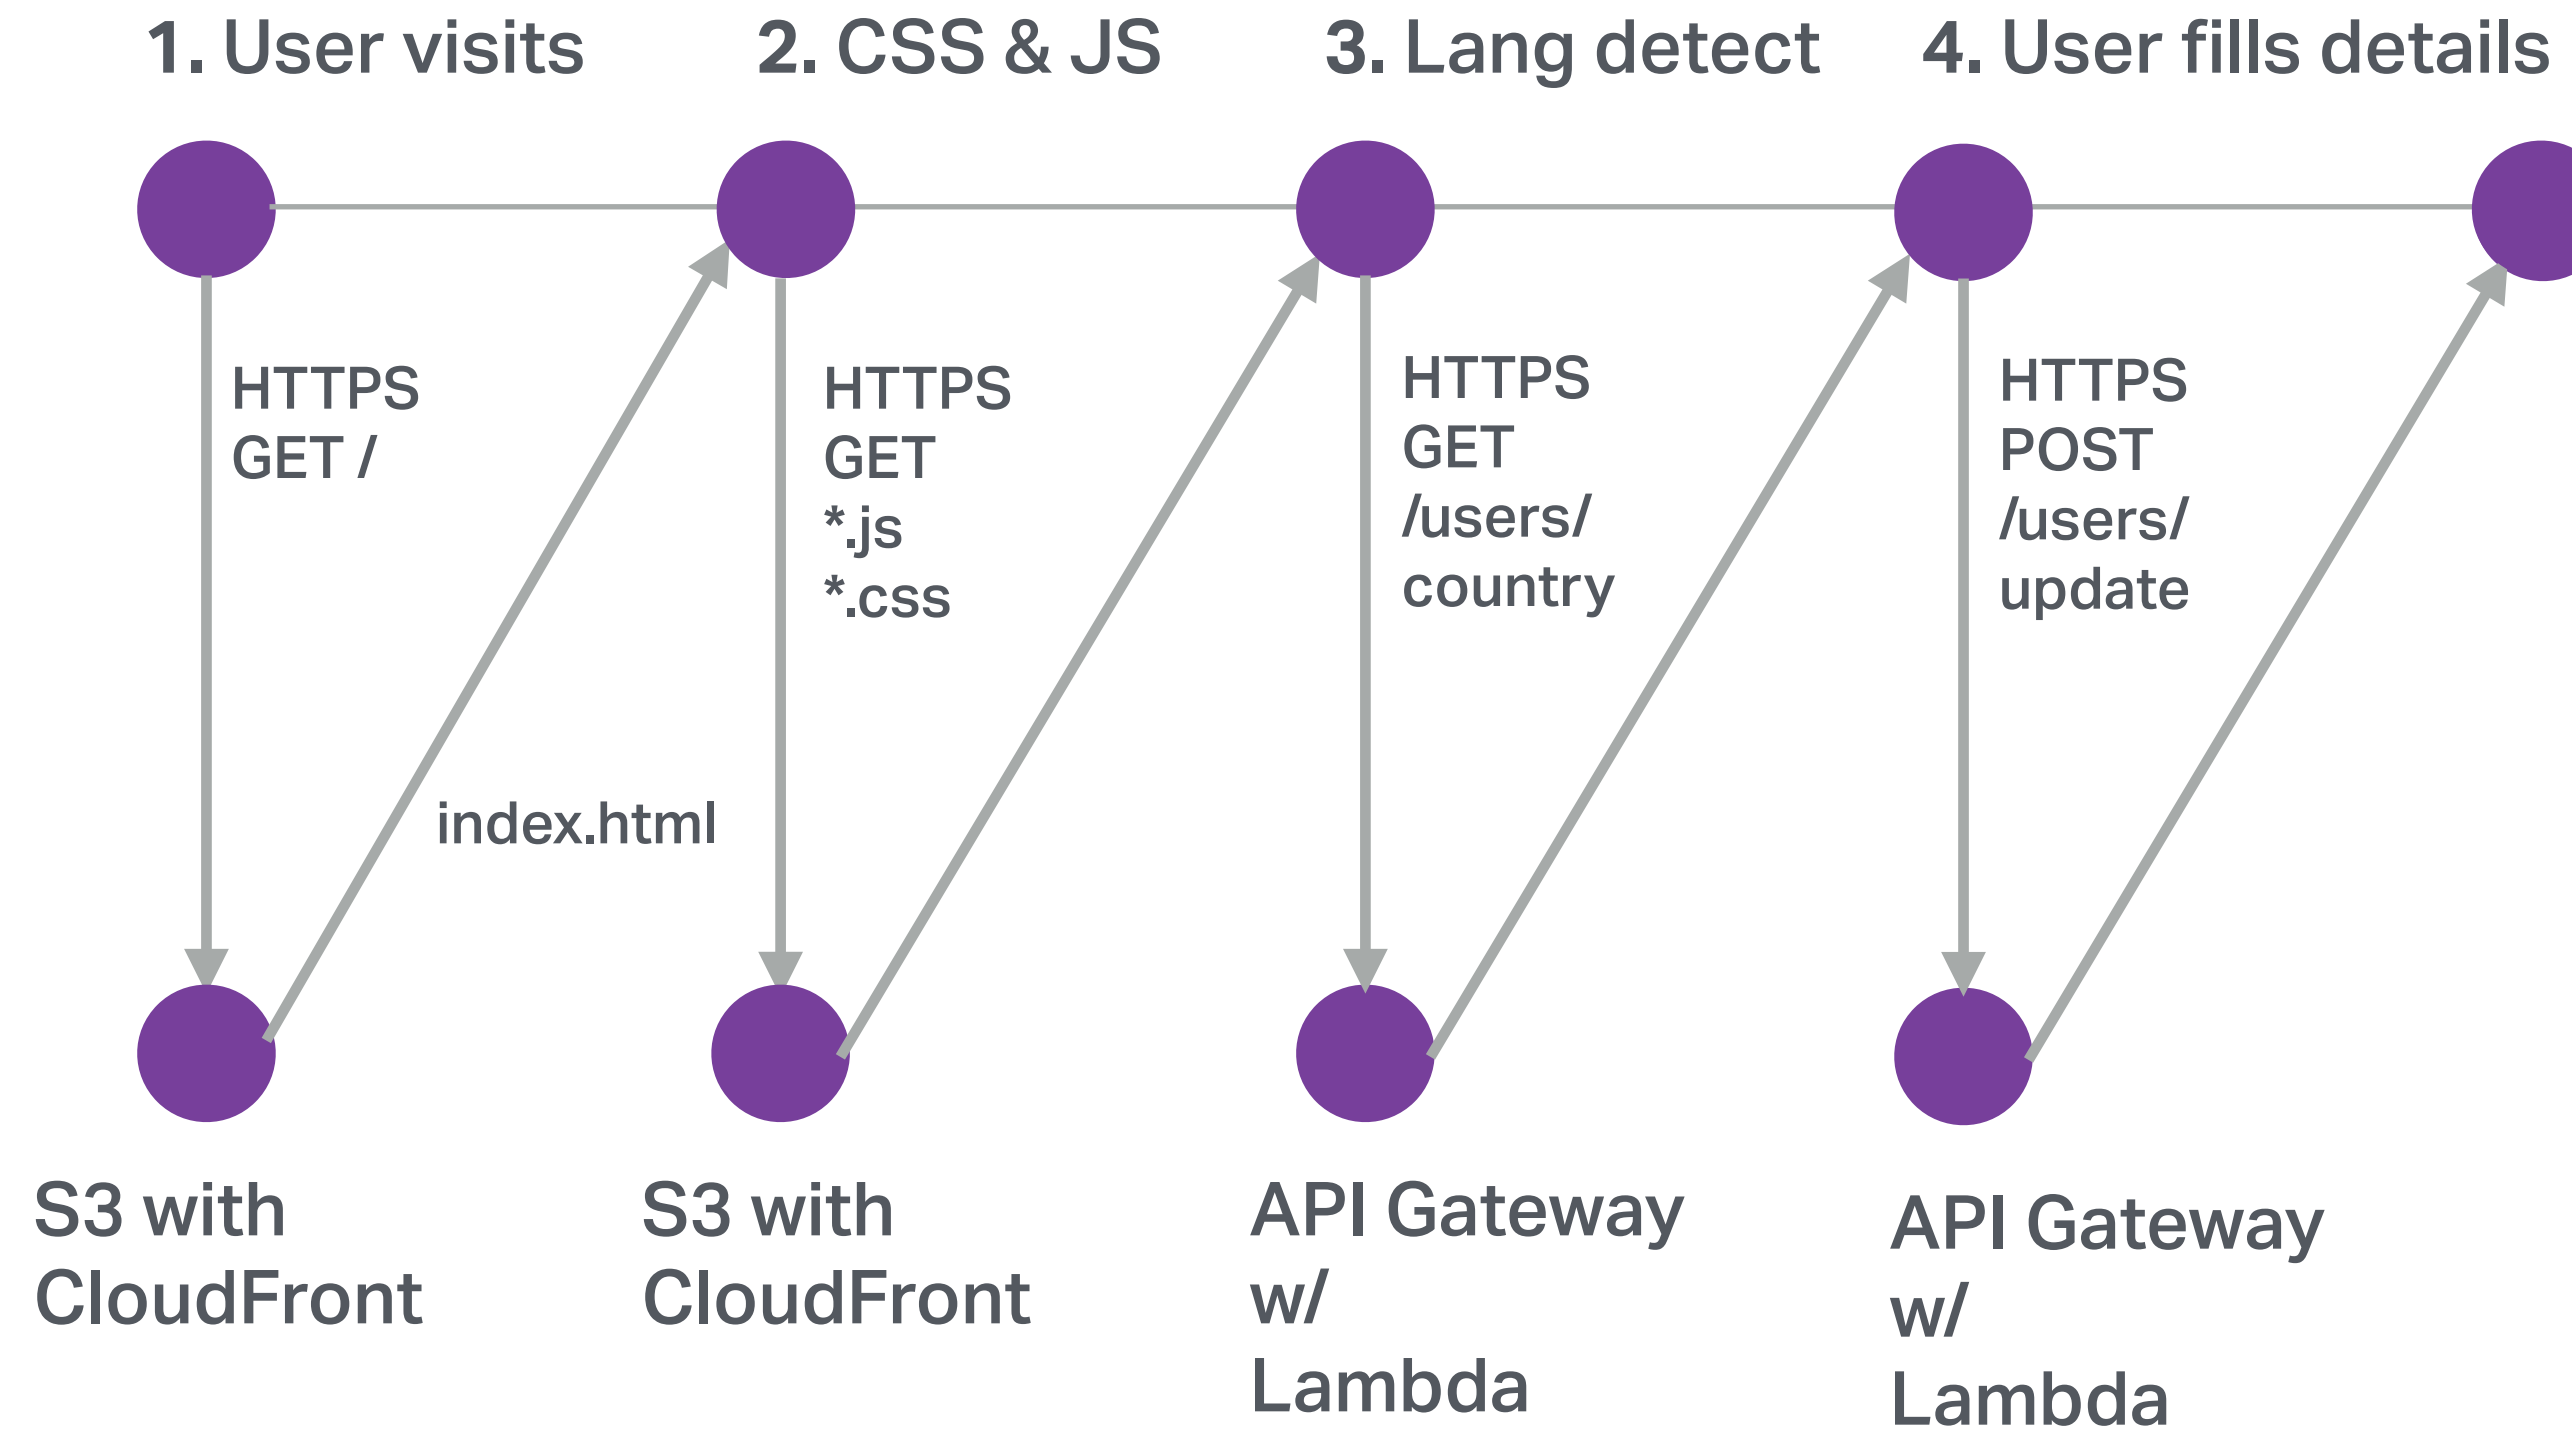 1. User visits
2. CSS & JS
3. Lang detect
4. User fills details
HTTPS
GET /
HTTPS
GET
*.js
*.css
HTTPS
GET
/users/
country
HTTPS
POST
/users/
update
index.html
S3 with
CloudFront
S3 with
CloudFront
API Gateway
w/
Lambda
API Gateway
w/
Lambda